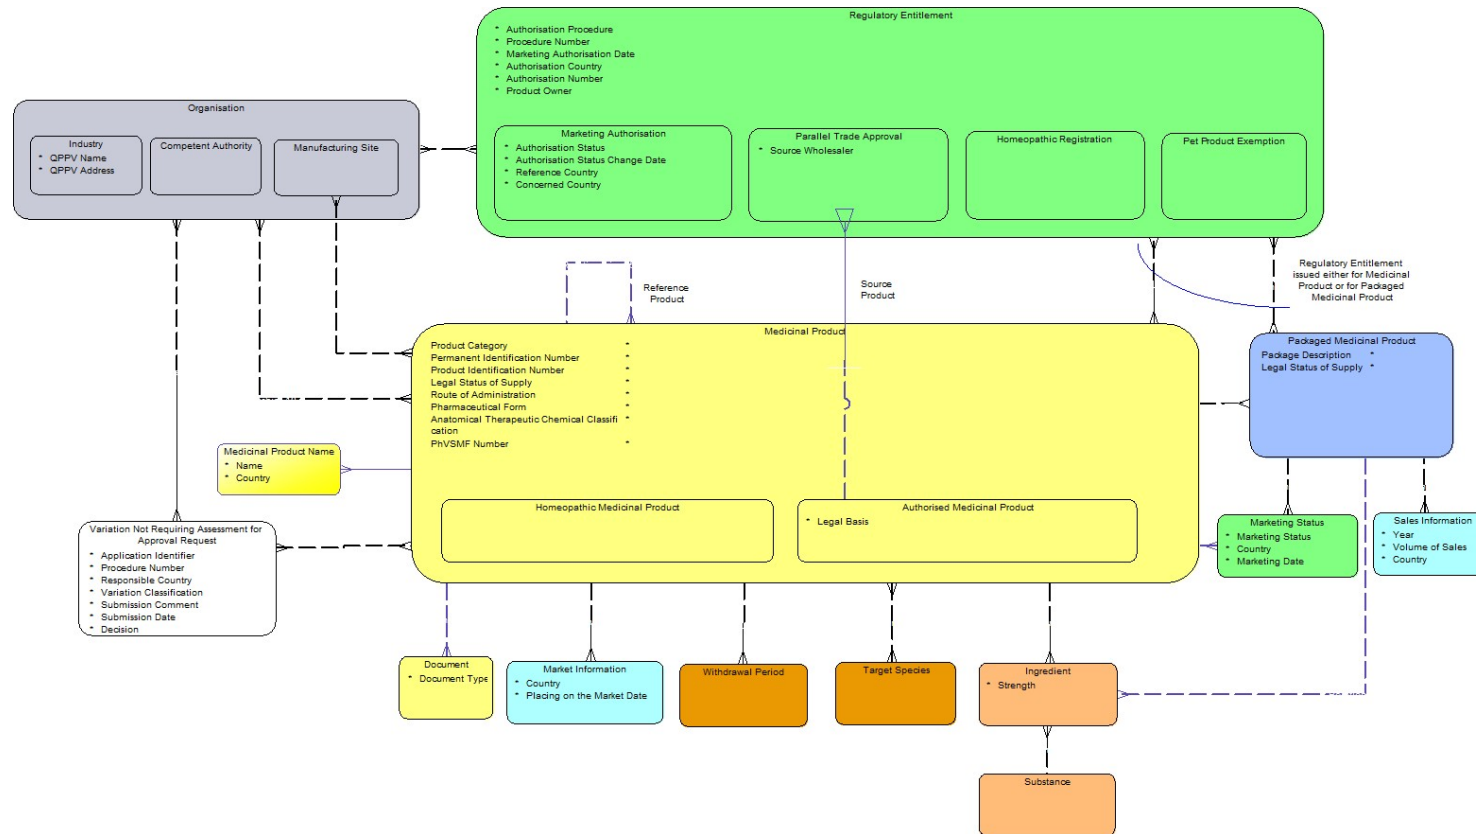 Regulatory Entitlement
* Authorisation Procedure
* Procedure Number
* Marketing Authorisation Date
* Authorisation Country
* Authorisation Number
* Product Owner
Organisation
Industry
* QPPV Name
* QPPV Address
Competent Authority
Manufacturing Site
Marketing Authorisation
* Authorisation Status
* Authorisation Status Change Date
* Reference Country
* Concerned Country
Parallel Trade Approval
* Source Wholesaler
Homeopathic Registration
Pet Product Exemption
Reference
Product
Source
Product
Regulatory Entitlement
issued either for Medicinal
Product or for Packaged
Medicinal Product
Medicinal Product
Product Category *
Permanent Identification Number *
Product Identification Number *
Legal Status of Supply *
Route of Administration *
Pharmaceutical Form *
Anatomical Therapeutic Chemical Classifi *
cation
PhVSMF Number *
Packaged Medicinal Product
Package Description *
Legal Status of Supply *
Medicinal Product Name
* Name
* Country
Homeopathic Medicinal Product
Authorised Medicinal Product
* Legal Basis
Variation Not Requiring Assessment for
Approval Request
* Application Identifier
* Procedure Number
* Responsible Country
* Variation Classification
* Submission Comment
* Submission Date
* Decision
Marketing Status
* Marketing Status
* Country
* Marketing Date
Sales Information
* Year
* Volume of Sales
* Country
Document
* Document Type
Market Information
* Country
* Placing on the Market Date
Withdrawal Period
Target Species
Ingredient
* Strength
Substance